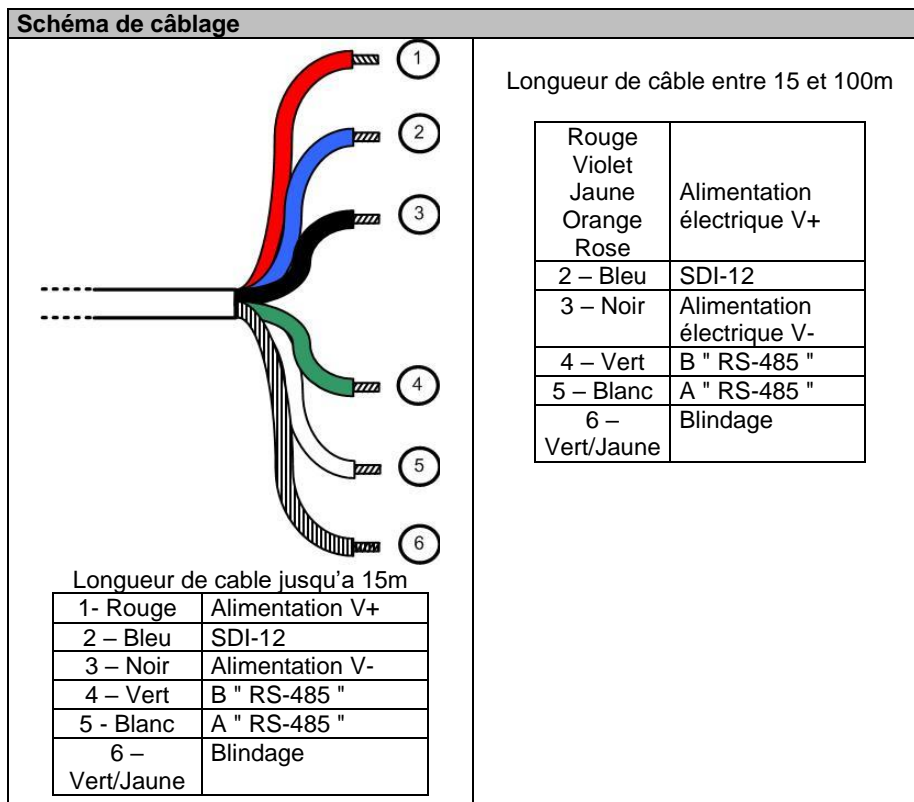 Schéma de câblage
1
2
3
4
5
6
Longueur de cable jusqu'a 15m
1- Rouge Alimentation V+
2 – Bleu SDI-12
3 – Noir Alimentation V-
4 – Vert B " RS-485 "
5 - Blanc A " RS-485 "
6 – Blindage
Vert/Jaune
Longueur de câble entre 15 et 100m
Rouge
Violet
Jaune Alimentation
Orange électrique V+
Rose
2 – Bleu SDI-12
3 – Noir Alimentation
électrique V-
4 – Vert B " RS-485 "
5 – Blanc A " RS-485 "
6 – Blindage
Vert/Jaune